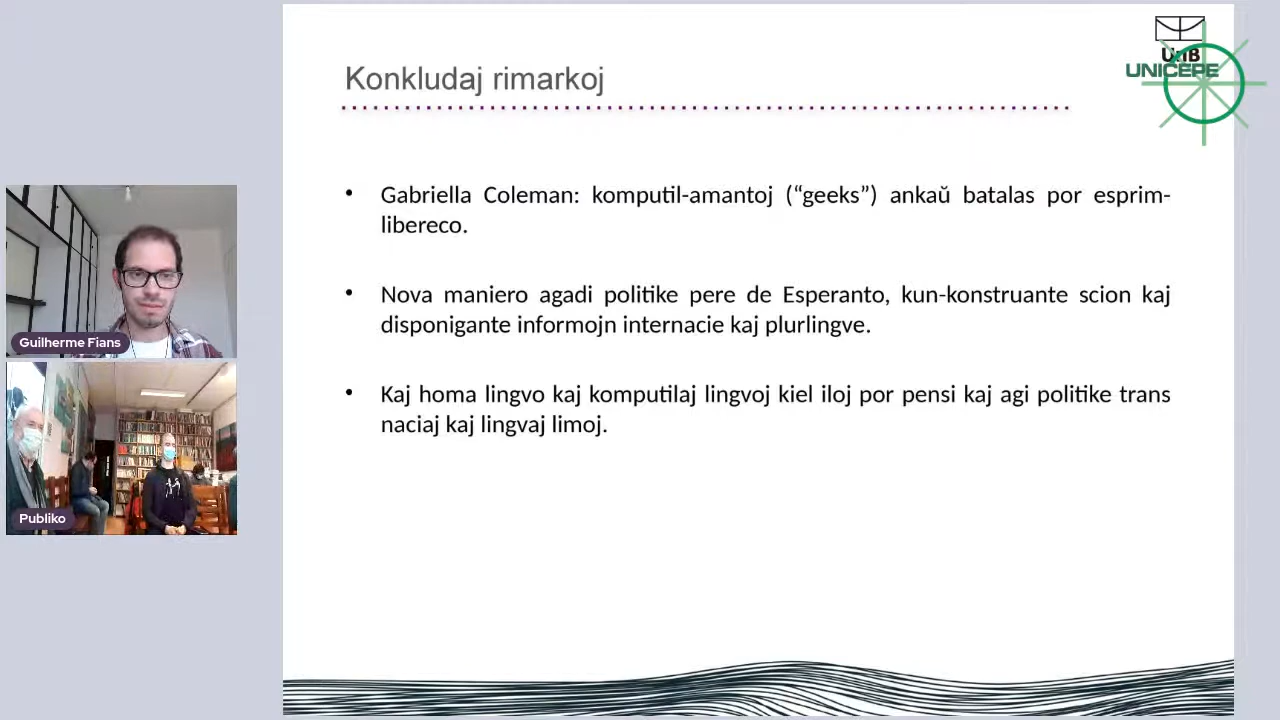 Konkludaj rimarkoj
UnB
UNICEPE
• Gabriella Coleman: komputil-amantoj (“geeks”) ankaŭ batalas por esprim-
libereco.
• Nova maniero agadi politike pere de Esperanto, kun-konstruante scion kaj
disponigante informojn internacie kaj plurlingve.
• Kaj homa lingvo kaj komputilaj lingvoj kiel iloj por pensi kaj agi politike trans
naciaj kaj lingvaj limoj.
Guilherme Fians
Publiko